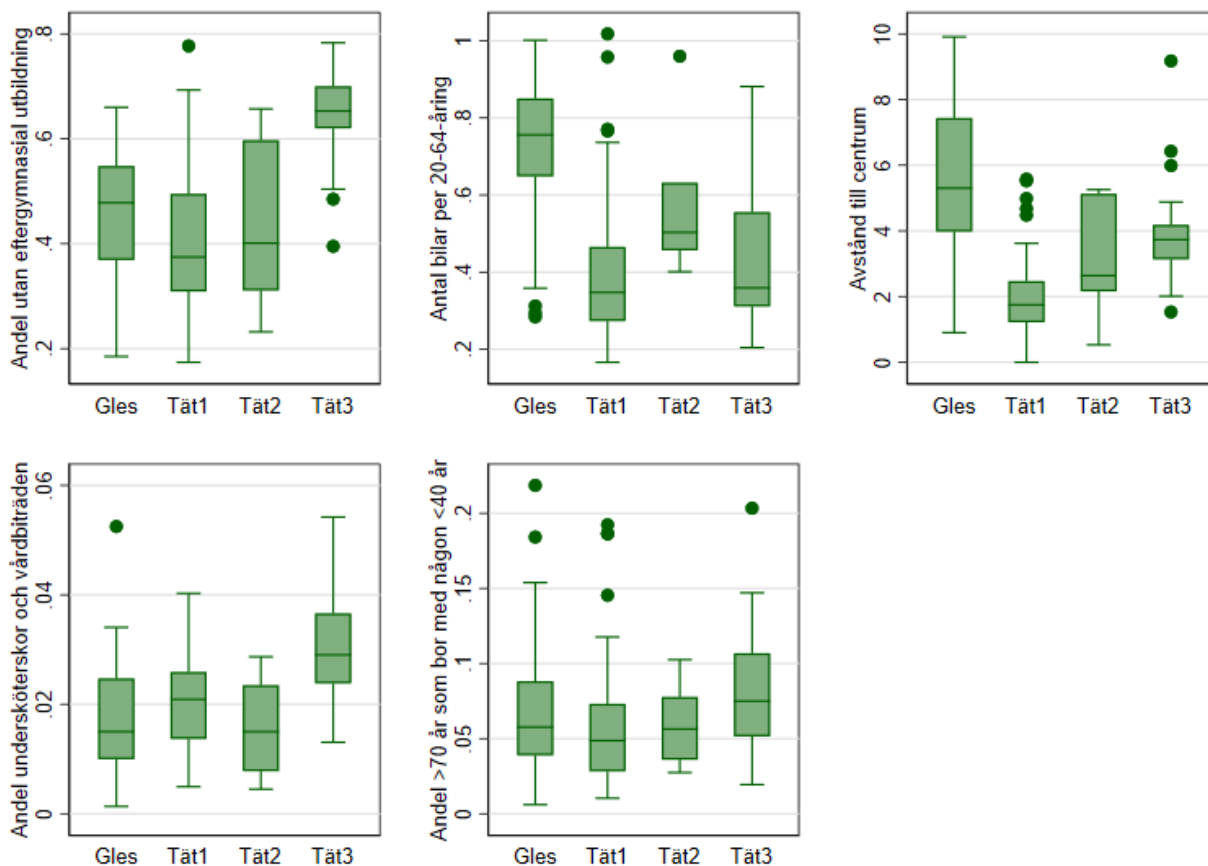 Andel utan eftergymnasial utbildning
.8
.6
.4
.2
Gles Tät1 Tät2 Tät3
Antal bilar per 20-64-åring
1
.8
.6
.4
.2
Gles Tät1 Tät2 Tät3
Avstånd till centrum
10
8
6
4
2
0
Gles Tät1 Tät2 Tät3
Andel undersköterskor och vårdbiträden
.06
.04
.02
0
Gles Tät1 Tät2 Tät3
Andel >70 år som bor med någon <40 år
.2
.15
.1
.05
0
Gles Tät1 Tät2 Tät3